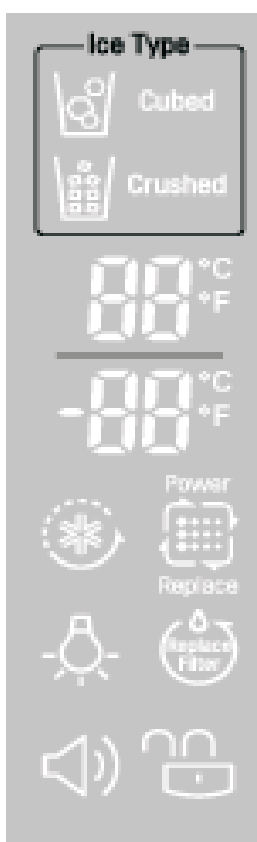 Ice Type
Cubed
Crushed
88 °C
°F
-88 °C
°F
Power
Replace
Replace
Filter